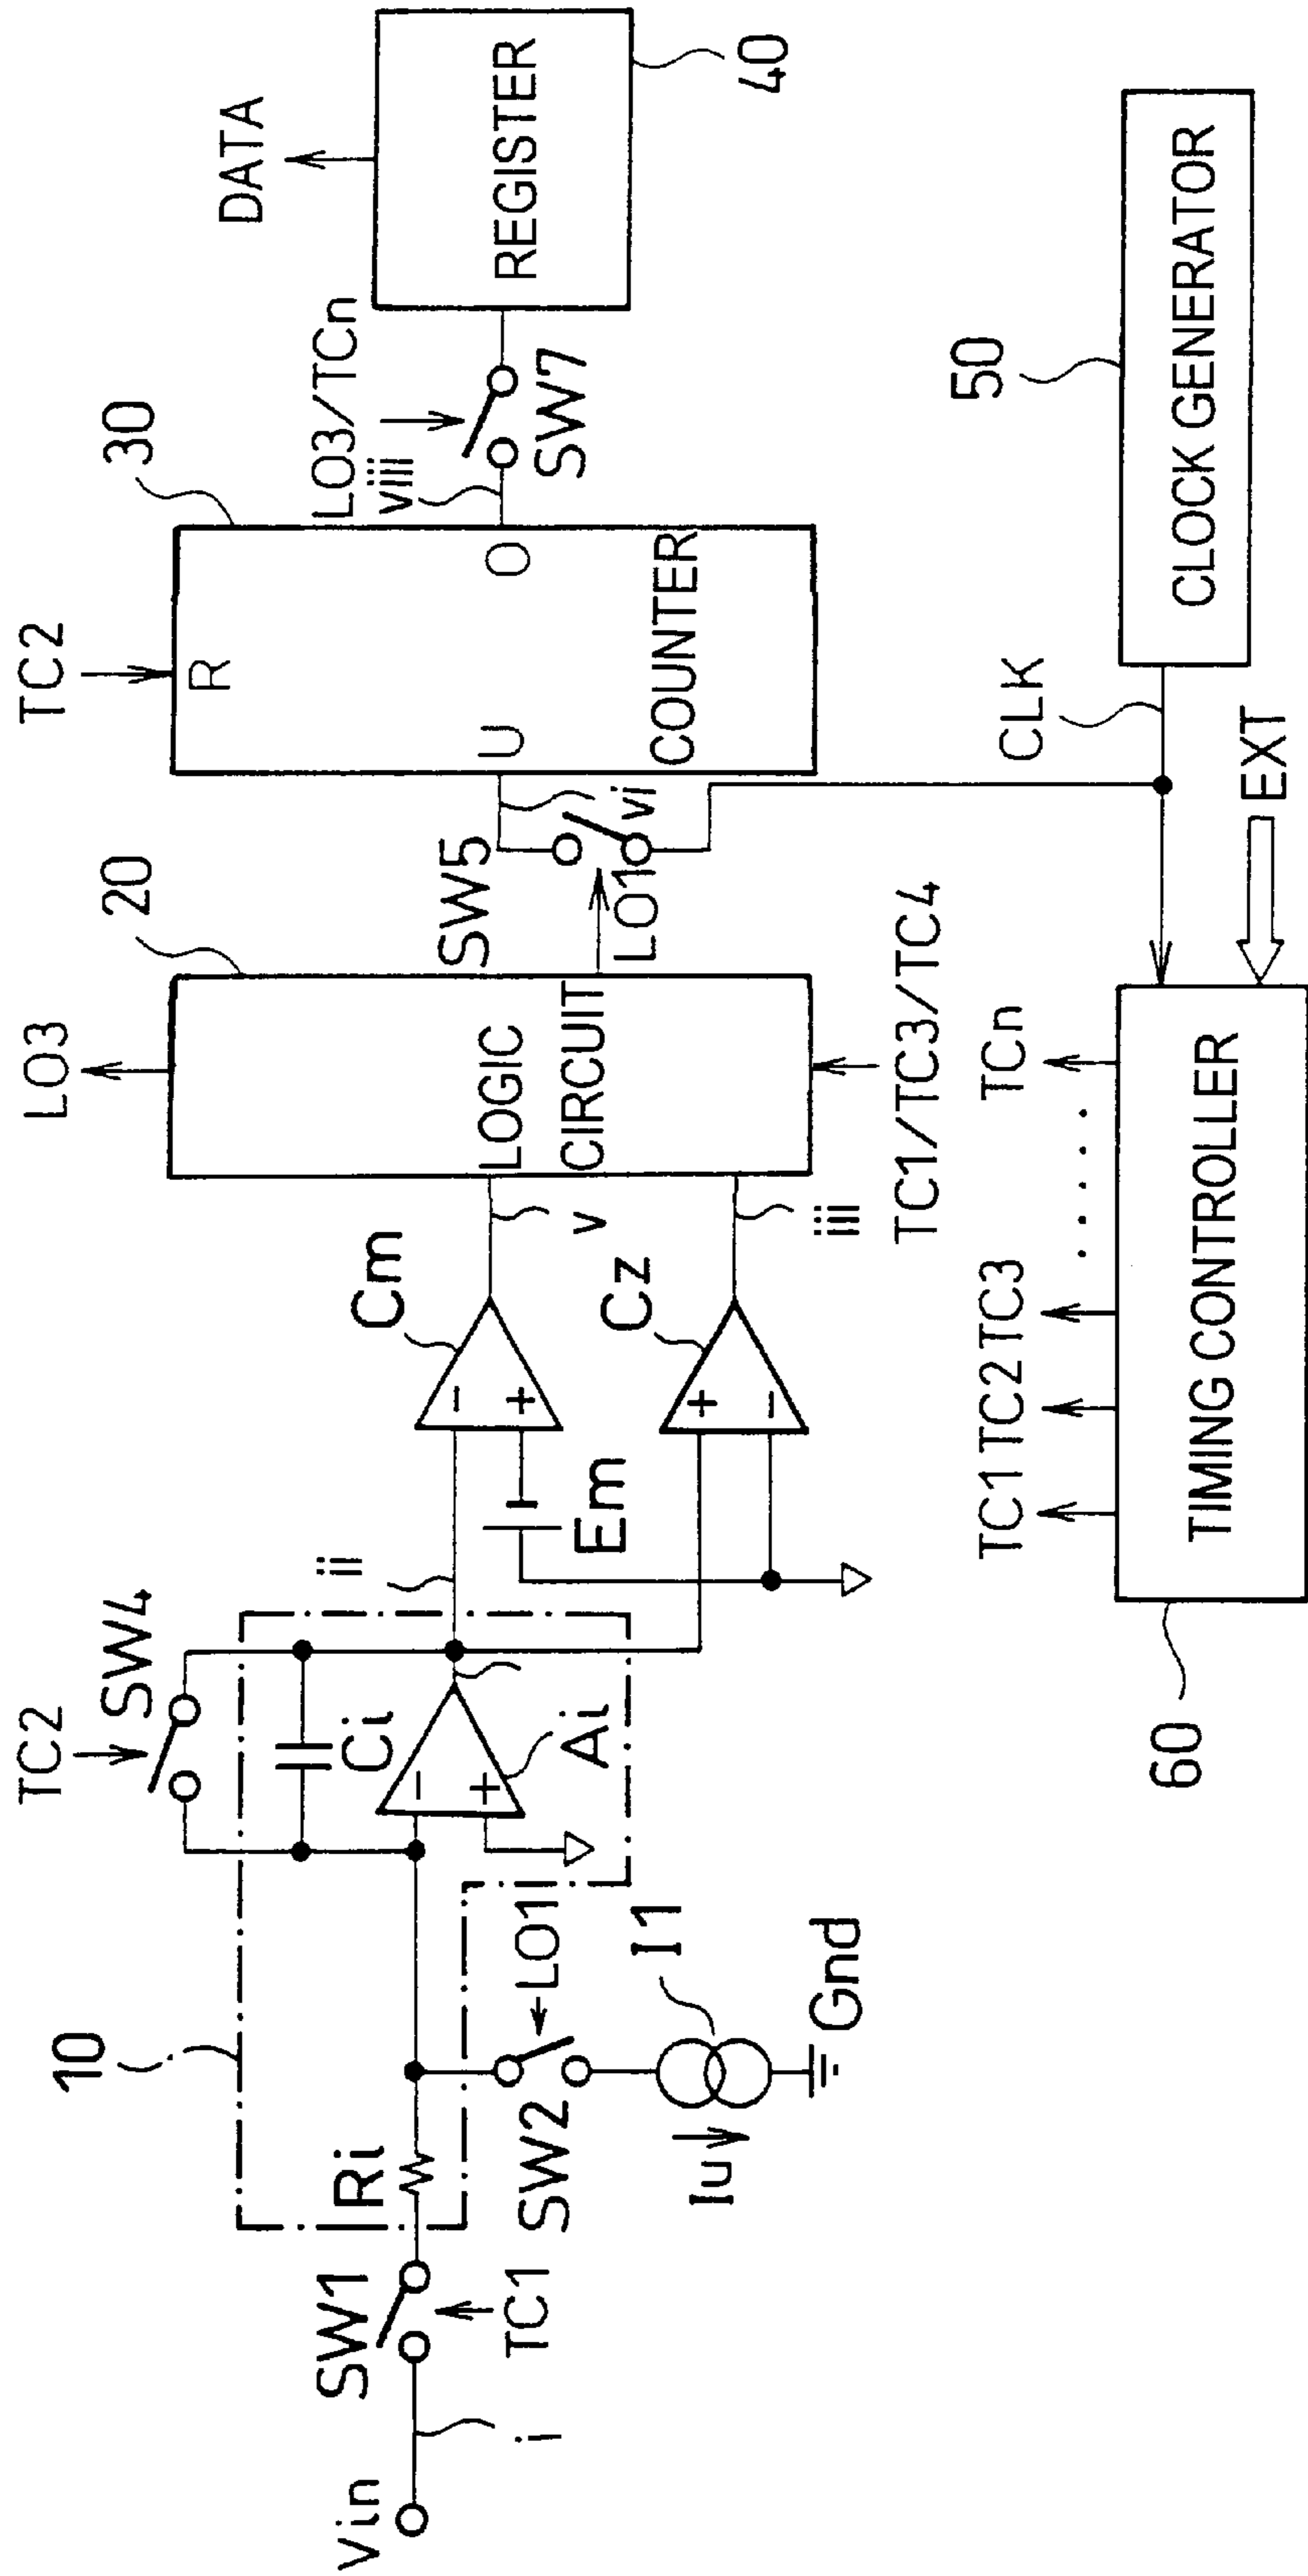 Vin
i
SW1
TC1
10
Ri
SW2
LO1
Iu
I1
Gnd
TC2
SW4
Ci
−
+
Ai
ii
Em
Cm
−
+
v
Cz
+
−
iii
LO3
20
LOGIC
CIRCUIT
TC1/TC3/TC4
SW5
LO1
vi
TC2
30
R
U
O
COUNTER
LO3/TCn
viii
SW7
DATA
REGISTER
40
50
CLOCK GENERATOR
CLK
EXT
TC1 TC2 TC3 ..... TCn
TIMING CONTROLLER
60